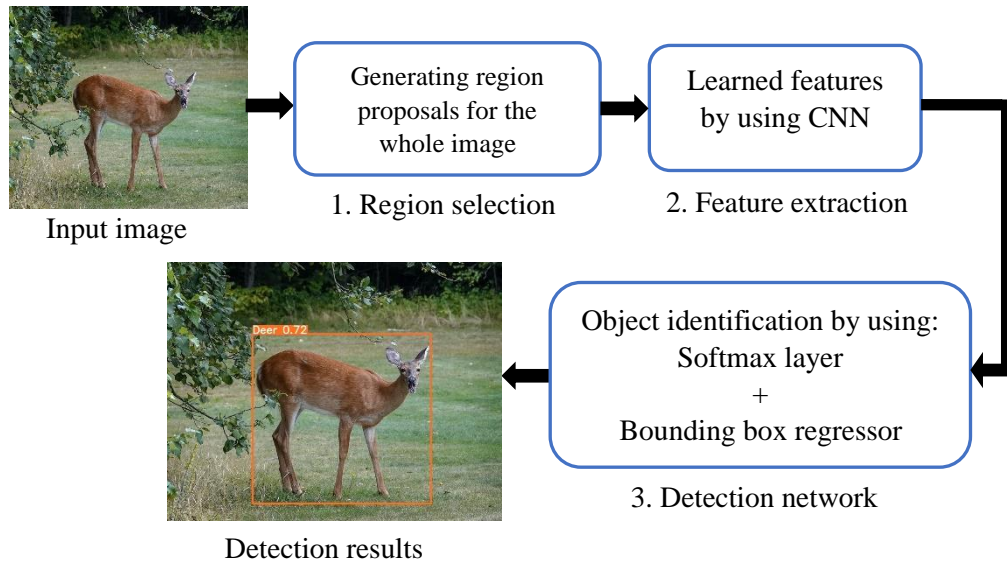 Generating region
proposals for the
whole image
Learned features
by using CNN
Input image
1. Region selection
2. Feature extraction
Object identification by using:
Softmax layer
+
Bounding box regressor
3. Detection network
Deer 0.72
Detection results